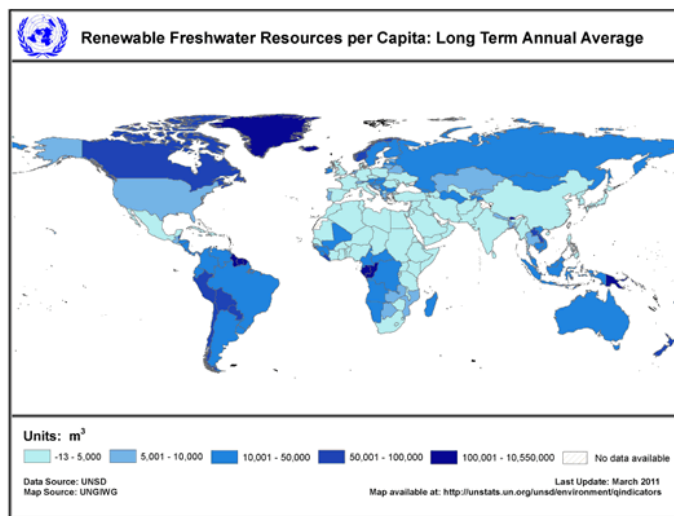 Renewable Freshwater Resources per Capita: Long Term Annual Average
Units: m³
-13 - 5,000 5,001 - 10,000 10,001 - 50,000 50,001 - 100,000 100,001 - 10,550,000 No data available
Data Source: UNSD
Map Source: UNGIWG
Last Update: March 2011
Map available at: http://unstats.un.org/unsd/environment/qindicators